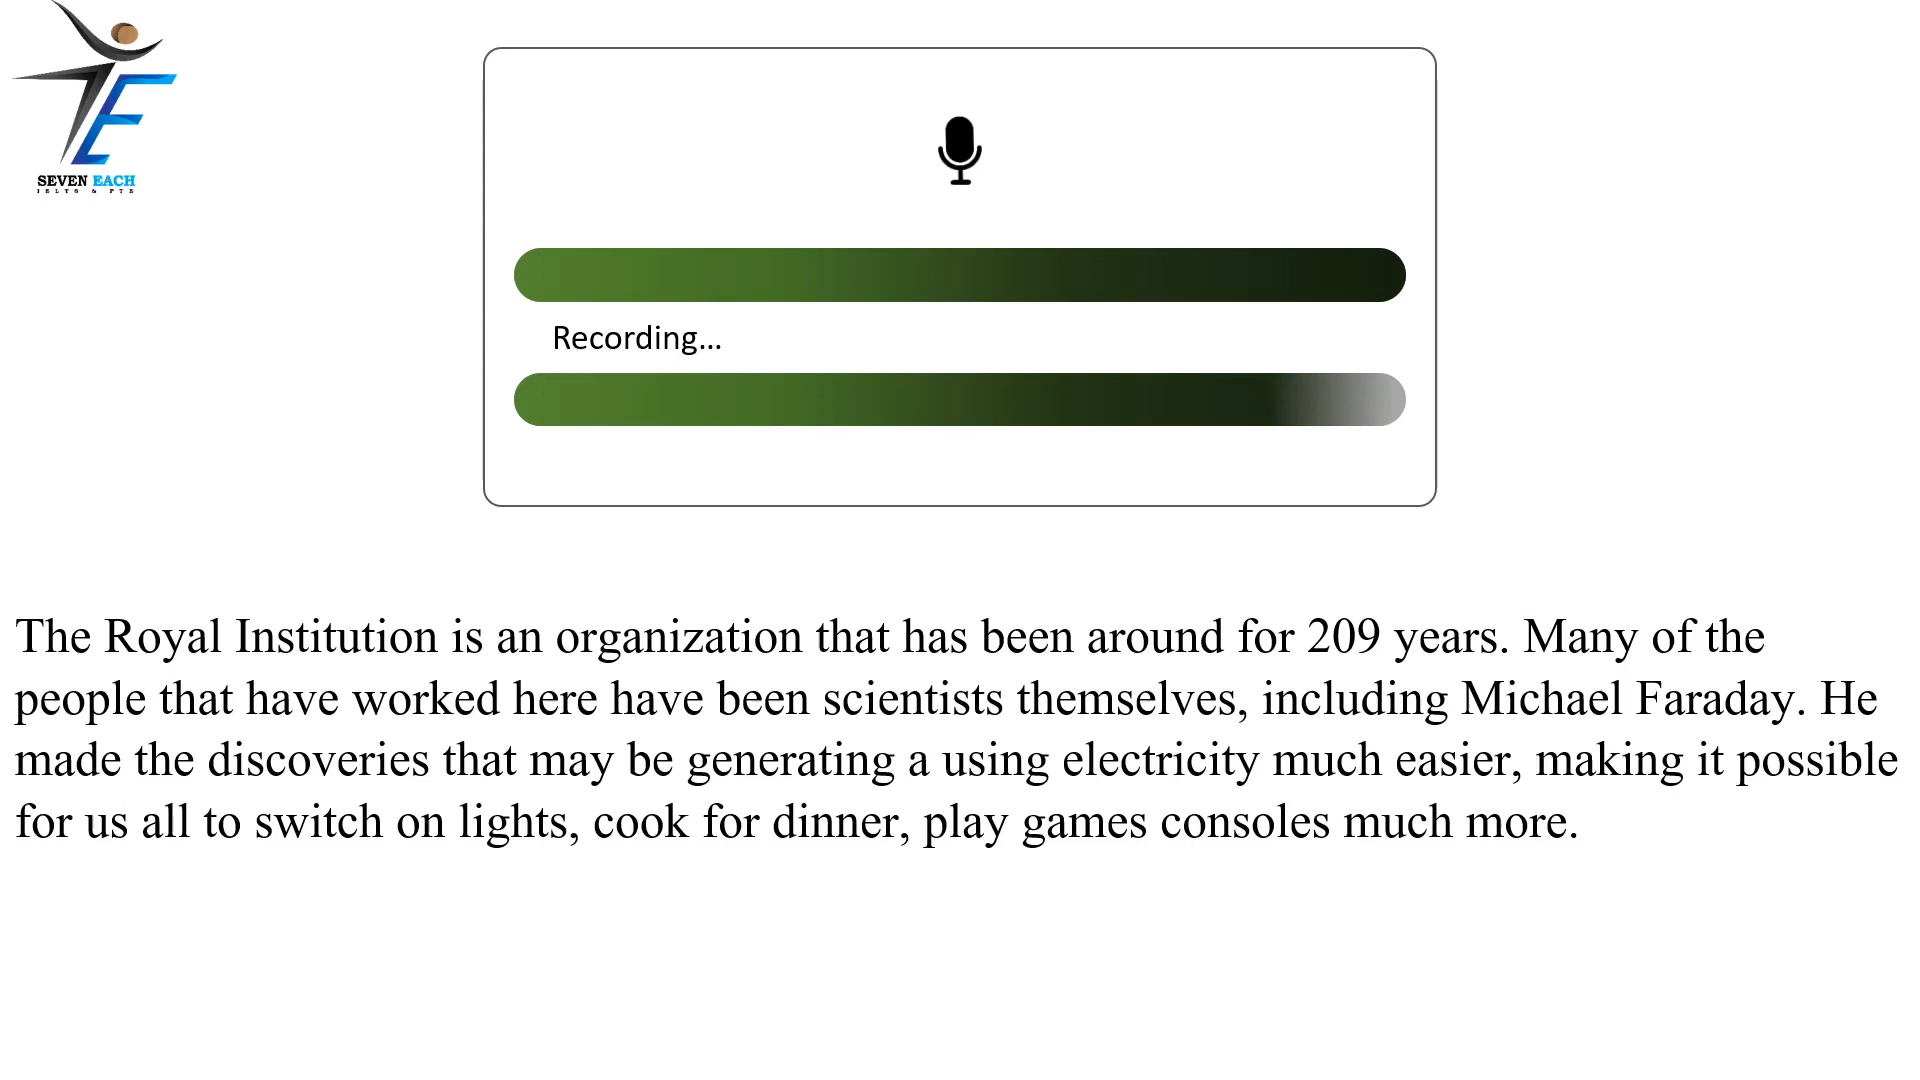 SEVEN EACH
IELTS & PTE
Recording...
The Royal Institution is an organization that has been around for 209 years. Many of the
people that have worked here have been scientists themselves, including Michael Faraday. He
made the discoveries that may be generating a using electricity much easier, making it possible
for us all to switch on lights, cook for dinner, play games consoles much more.